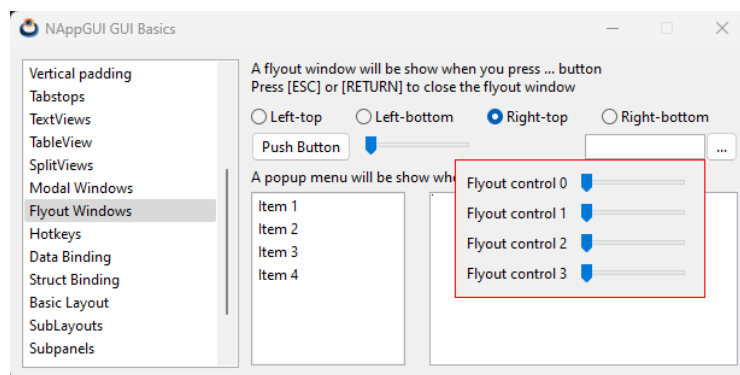 NAppGUI GUI Basics
Vertical padding
Tabstops
TextViews
TableView
SplitViews
Modal Windows
Flyout Windows
Hotkeys
Data Binding
Struct Binding
Basic Layout
SubLayouts
Subpanels
A flyout window will be show when you press ... button
Press [ESC] or [RETURN] to close the flyout window
Left-top Left-bottom Right-top Right-bottom
Push Button ...
A popup menu will be show
Item 1
Item 2
Item 3
Item 4
Flyout control 0
Flyout control 1
Flyout control 2
Flyout control 3